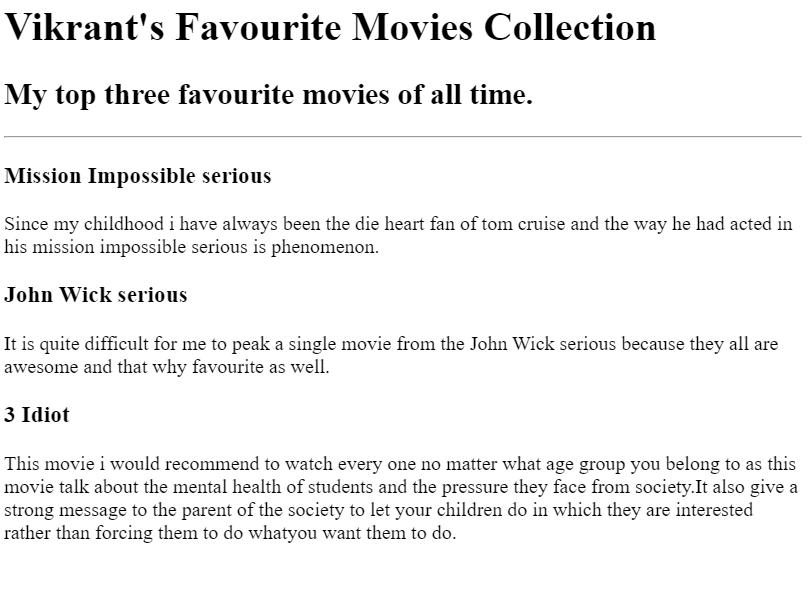 Vikrant's Favourite Movies Collection
My top three favourite movies of all time.
Mission Impossible serious
Since my childhood i have always been the die heart fan of tom cruise and the way he had acted in
his mission impossible serious is phenomenon.
John Wick serious
It is quite difficult for me to peak a single movie from the John Wick serious because they all are
awesome and that why favourite as well.
3 Idiot
This movie i would recommend to watch every one no matter what age group you belong to as this
movie talk about the mental health of students and the pressure they face from society.It also give a
strong message to the parent of the society to let your children do in which they are interested
rather than forcing them to do whatyou want them to do.